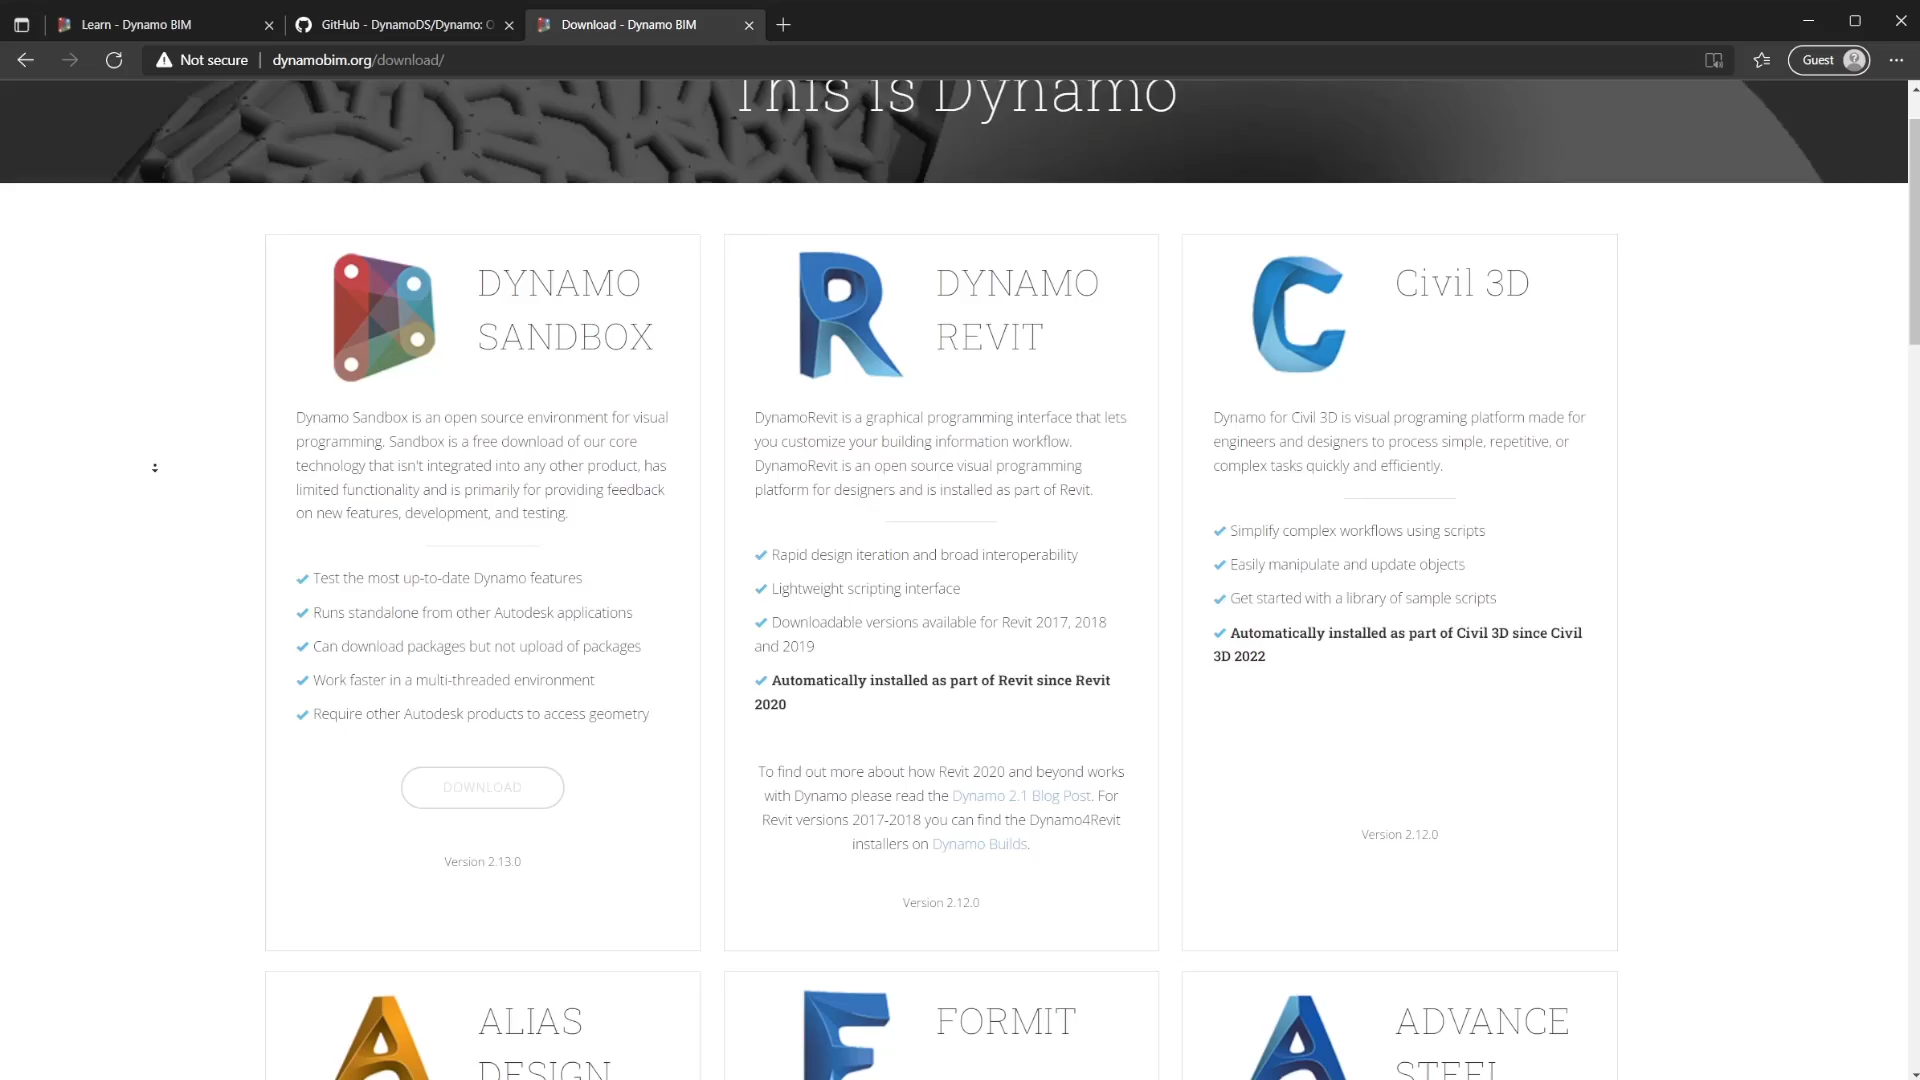 Learn - Dynamo BIM
GitHub - DynamoDS/Dynamo: O
Download - Dynamo BIM
Not secure
dynamobim.org/download/
Guest
This is Dynamo
DYNAMO
SANDBOX
Dynamo Sandbox is an open source environment for visual
programming. Sandbox is a free download of our core
technology that isn't integrated into any other product, has
limited functionality and is primarily for providing feedback
on new features, development, and testing.
Test the most up-to-date Dynamo features
Runs standalone from other Autodesk applications
Can download packages but not upload of packages
Work faster in a multi-threaded environment
Require other Autodesk products to access geometry
DOWNLOAD
Version 2.13.0
DYNAMO
REVIT
DynamoRevit is a graphical programming interface that lets
you customize your building information workflow.
DynamoRevit is an open source visual programming
platform for designers and is installed as part of Revit.
Rapid design iteration and broad interoperability
Lightweight scripting interface
Downloadable versions available for Revit 2017, 2018
and 2019
Automatically installed as part of Revit since Revit
2020
To find out more about how Revit 2020 and beyond works
with Dynamo please read the Dynamo 2.1 Blog Post. For
Revit versions 2017-2018 you can find the Dynamo4Revit
installers on Dynamo Builds.
Version 2.12.0
Civil 3D
Dynamo for Civil 3D is visual programing platform made for
engineers and designers to process simple, repetitive, or
complex tasks quickly and efficiently.
Simplify complex workflows using scripts
Easily manipulate and update objects
Get started with a library of sample scripts
Automatically installed as part of Civil 3D since Civil
3D 2022
Version 2.12.0
ALIAS
DESIGN
FORMIT
ADVANCE
STEEL